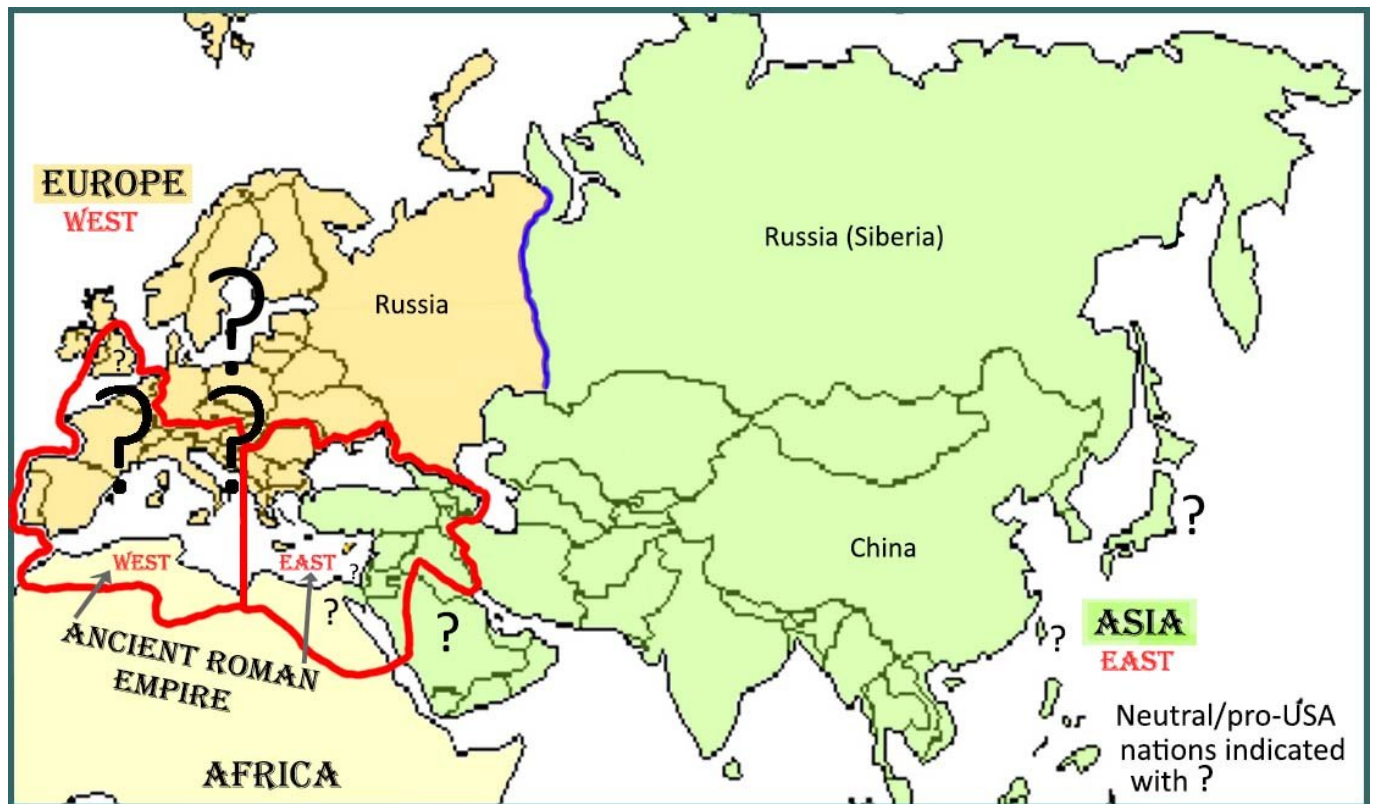 EUROPE
WEST
Russia
Russia (Siberia)
?
?
?
?
WEST
EAST
?
?
?
China
?
?
ANCIENT ROMAN
EMPIRE
ASIA
EAST
AFRICA
Neutral/pro-USA
nations indicated
with ?